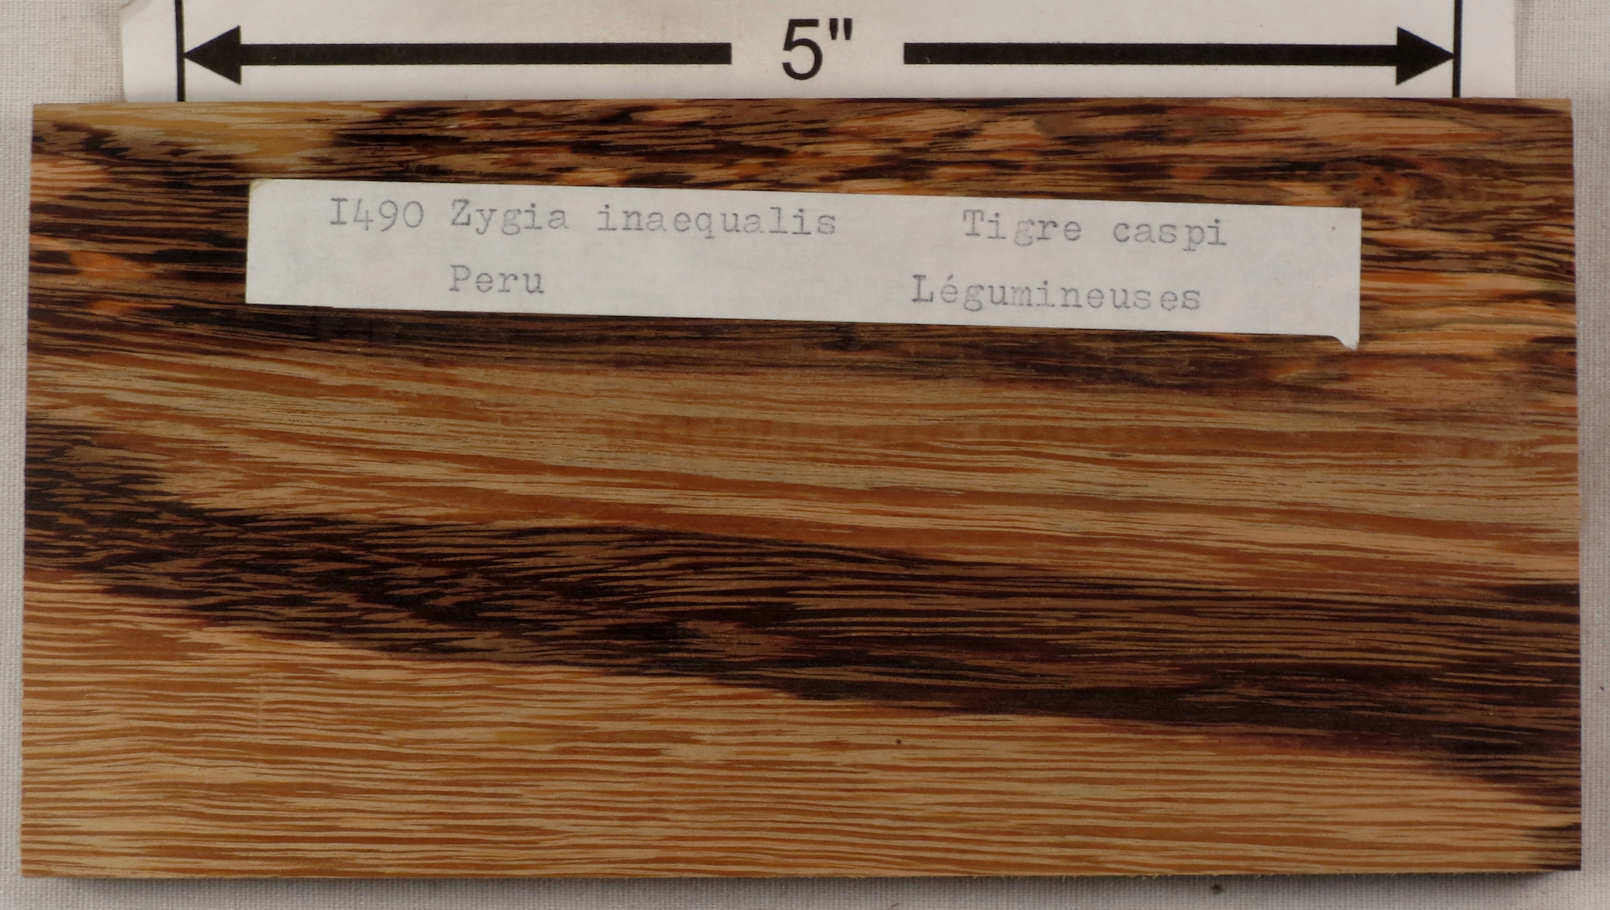 5"
I490 Zygia inaequalis Tigre caspi
Peru Légumineuses